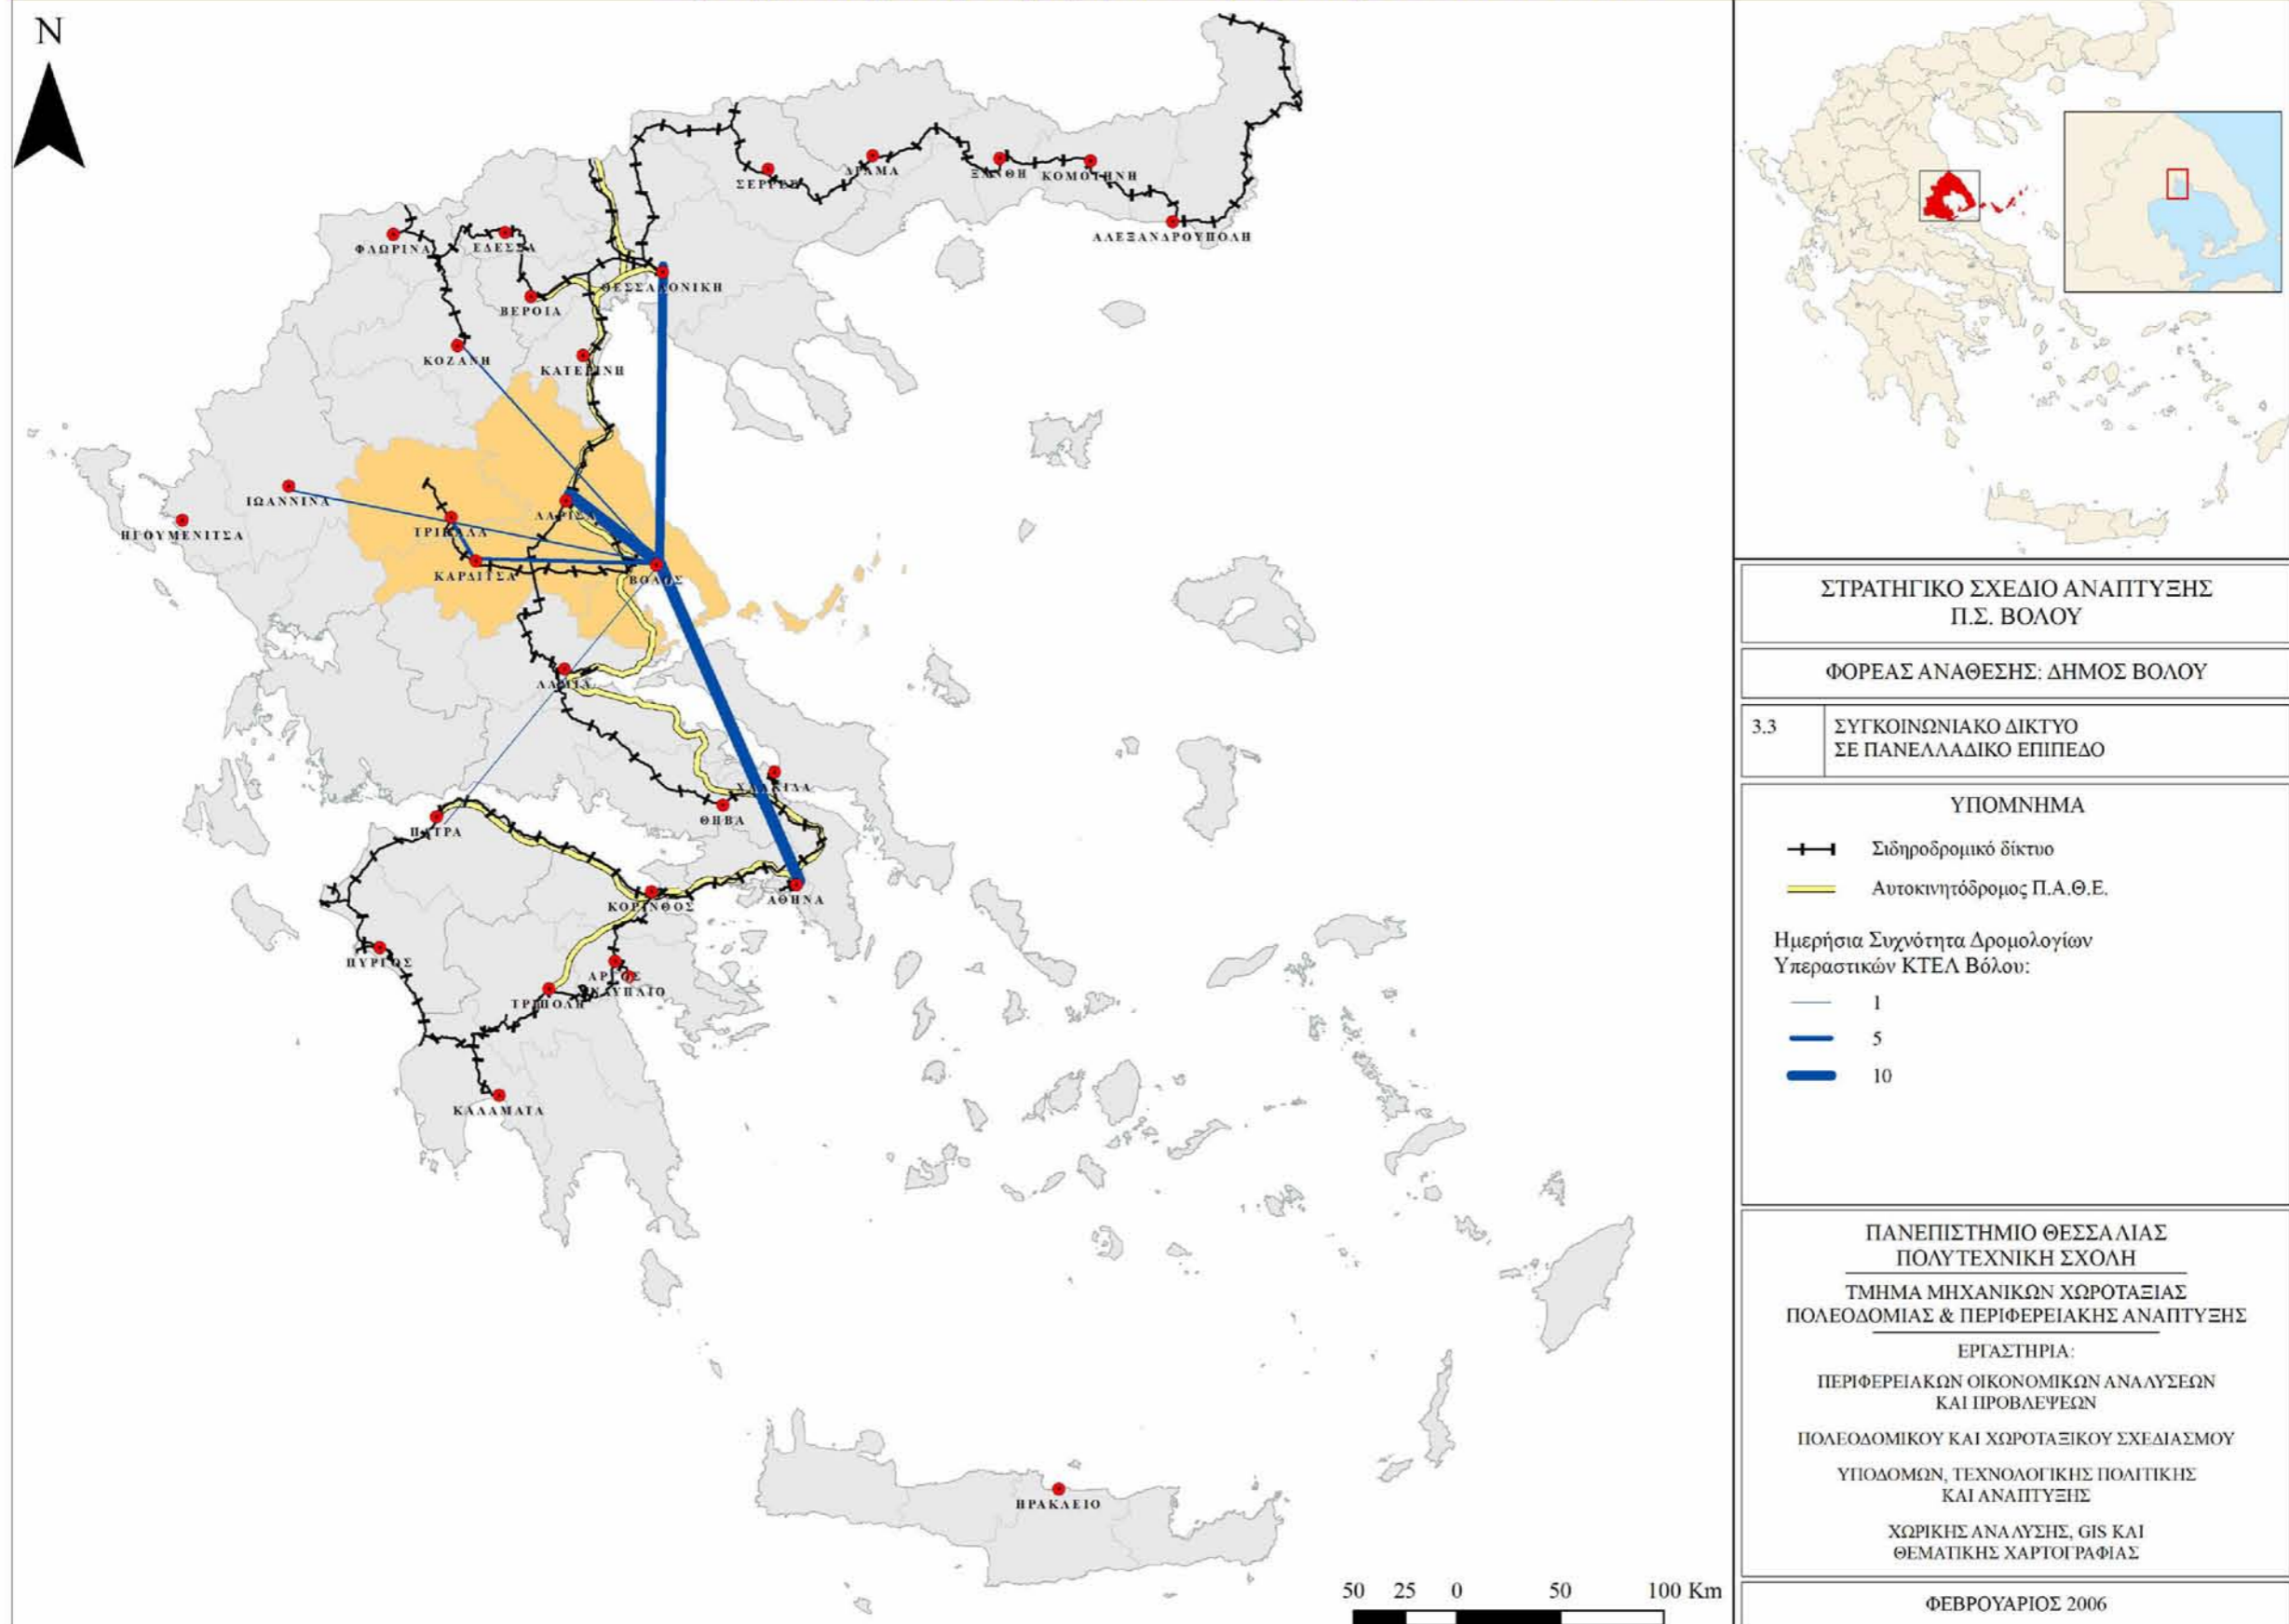 N
ΣΕΡΡΕΣ
ΔΡΑΜΑ
ΞΑΝΘΗ
ΚΟΜΟΤΗΝΗ
ΑΛΕΞΑΝΔΡΟΥΠΟΛΗ
ΦΛΩΡΙΝΑ
ΕΔΕΣΣΑ
ΘΕΣΣΑΛΟΝΙΚΗ
ΒΕΡΟΙΑ
ΚΟΖΑΝΗ
ΚΑΤΕΡΙΝΗ
ΙΩΑΝΝΙΝΑ
ΗΓΟΥΜΕΝΙΤΣΑ
ΛΑΡΙΣΑ
ΤΡΙΚΑΛΑ
ΚΑΡΔΙΤΣΑ
ΒΟΛΟΣ
ΛΑΜΙΑ
ΧΑΛΚΙΔΑ
ΘΗΒΑ
ΠΑΤΡΑ
ΚΟΡΙΝΘΟΣ
ΑΘΗΝΑ
ΠΥΡΓΟΣ
ΑΡΓΟΣ
ΝΑΥΠΛΙΟ
ΤΡΙΠΟΛΗ
ΚΑΛΑΜΑΤΑ
ΗΡΑΚΛΕΙΟ
50 25 0 50 100 Km
ΣΤΡΑΤΗΓΙΚΟ ΣΧΕΔΙΟ ΑΝΑΠΤΥΞΗΣ
Π.Σ. ΒΟΛΟΥ
ΦΟΡΕΑΣ ΑΝΑΘΕΣΗΣ: ΔΗΜΟΣ ΒΟΛΟΥ
3.3 ΣΥΓΚΟΙΝΩΝΙΑΚΟ ΔΙΚΤΥΟ
ΣΕ ΠΑΝΕΛΛΑΔΙΚΟ ΕΠΙΠΕΔΟ
ΥΠΟΜΝΗΜΑ
Σιδηροδρομικό δίκτυο
Αυτοκινητόδρομος Π.Α.Θ.Ε.
Ημερήσια Συχνότητα Δρομολογίων
Υπεραστικών ΚΤΕΛ Βόλου:
1
5
10
ΠΑΝΕΠΙΣΤΗΜΙΟ ΘΕΣΣΑΛΙΑΣ
ΠΟΛΥΤΕΧΝΙΚΗ ΣΧΟΛΗ
ΤΜΗΜΑ ΜΗΧΑΝΙΚΩΝ ΧΩΡΟΤΑΞΙΑΣ
ΠΟΛΕΟΔΟΜΙΑΣ & ΠΕΡΙΦΕΡΕΙΑΚΗΣ ΑΝΑΠΤΥΞΗΣ
ΕΡΓΑΣΤΗΡΙΑ:
ΠΕΡΙΦΕΡΕΙΑΚΩΝ ΟΙΚΟΝΟΜΙΚΩΝ ΑΝΑΛΥΣΕΩΝ
ΚΑΙ ΠΡΟΒΛΕΨΕΩΝ
ΠΟΛΕΟΔΟΜΙΚΟΥ ΚΑΙ ΧΩΡΟΤΑΞΙΚΟΥ ΣΧΕΔΙΑΣΜΟΥ
ΥΠΟΔΟΜΩΝ, ΤΕΧΝΟΛΟΓΙΚΗΣ ΠΟΛΙΤΙΚΗΣ
ΚΑΙ ΑΝΑΠΤΥΞΗΣ
ΧΩΡΙΚΗΣ ΑΝΑΛΥΣΗΣ, GIS ΚΑΙ
ΘΕΜΑΤΙΚΗΣ ΧΑΡΤΟΓΡΑΦΙΑΣ
ΦΕΒΡΟΥΑΡΙΟΣ 2006